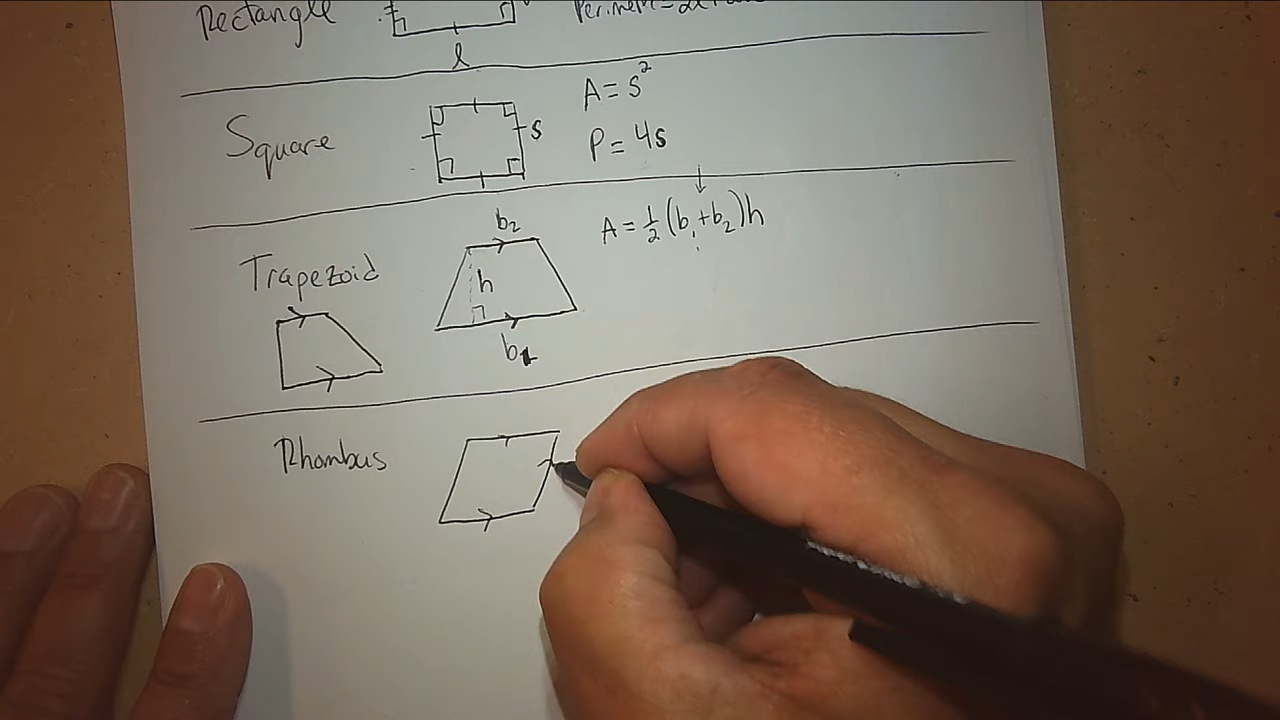 Rectangle
l
Square
s
A = s²
P = 4s
Trapezoid
b₂
h
b₁
A = ½(b₁+b₂)h
Rhombus